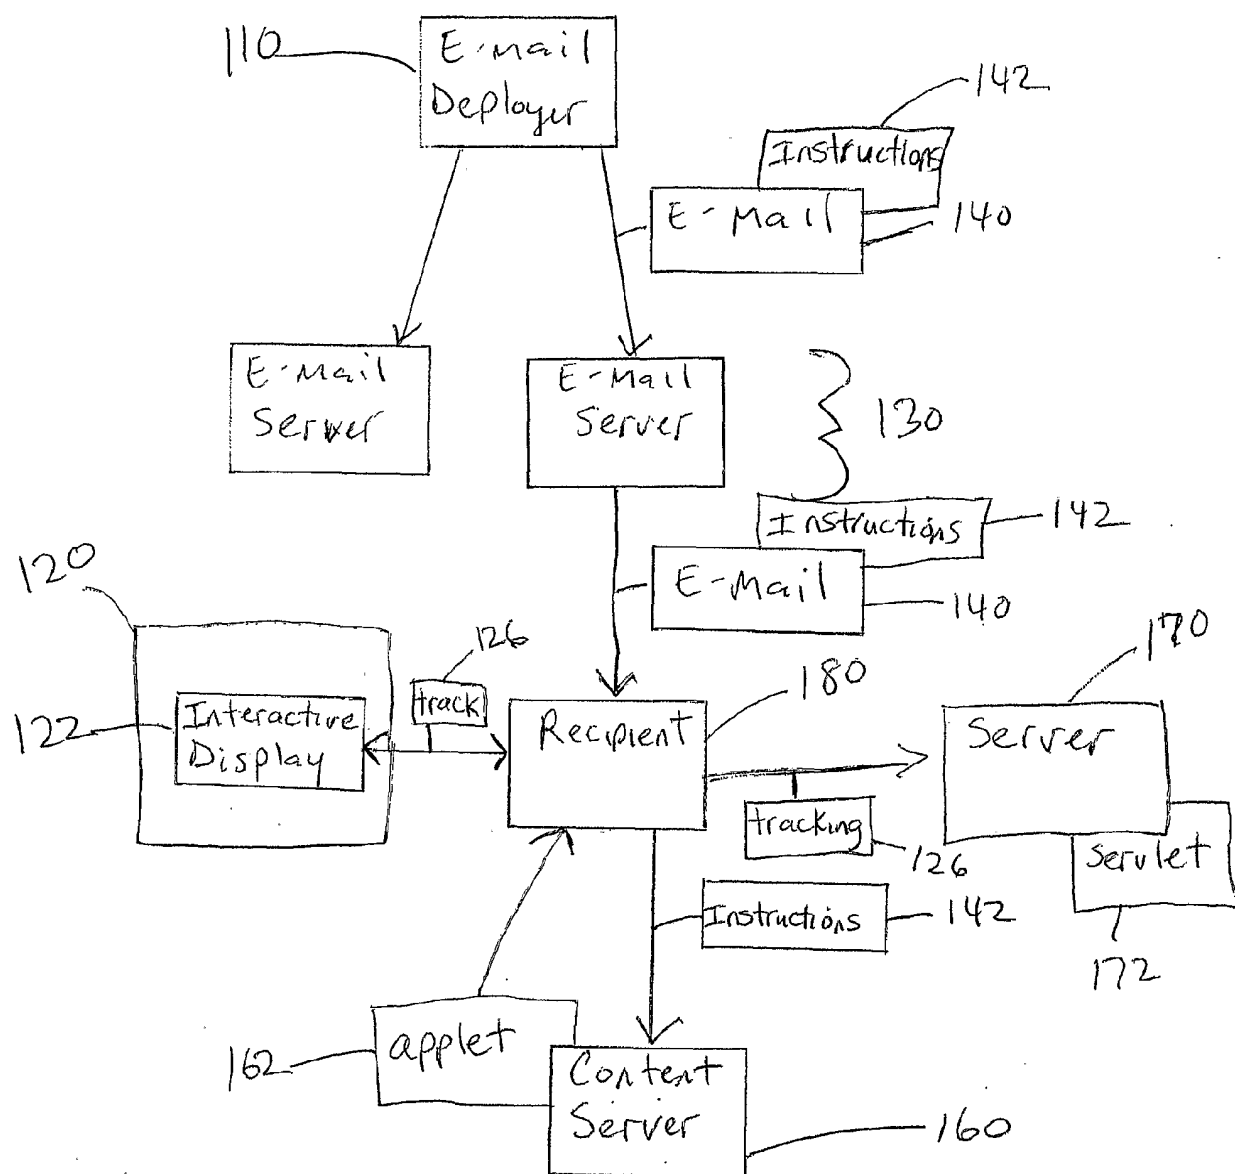 110
E-Mail
Deployer
142
Instructions
E-Mail
140
E-Mail
Server
E-Mail
Server
130
Instructions
142
E-Mail
140
120
126
track
180
170
122
Interactive
Display
Recipient
Server
tracking
126
Servlet
Instructions
142
172
162
applet
Content
Server
160